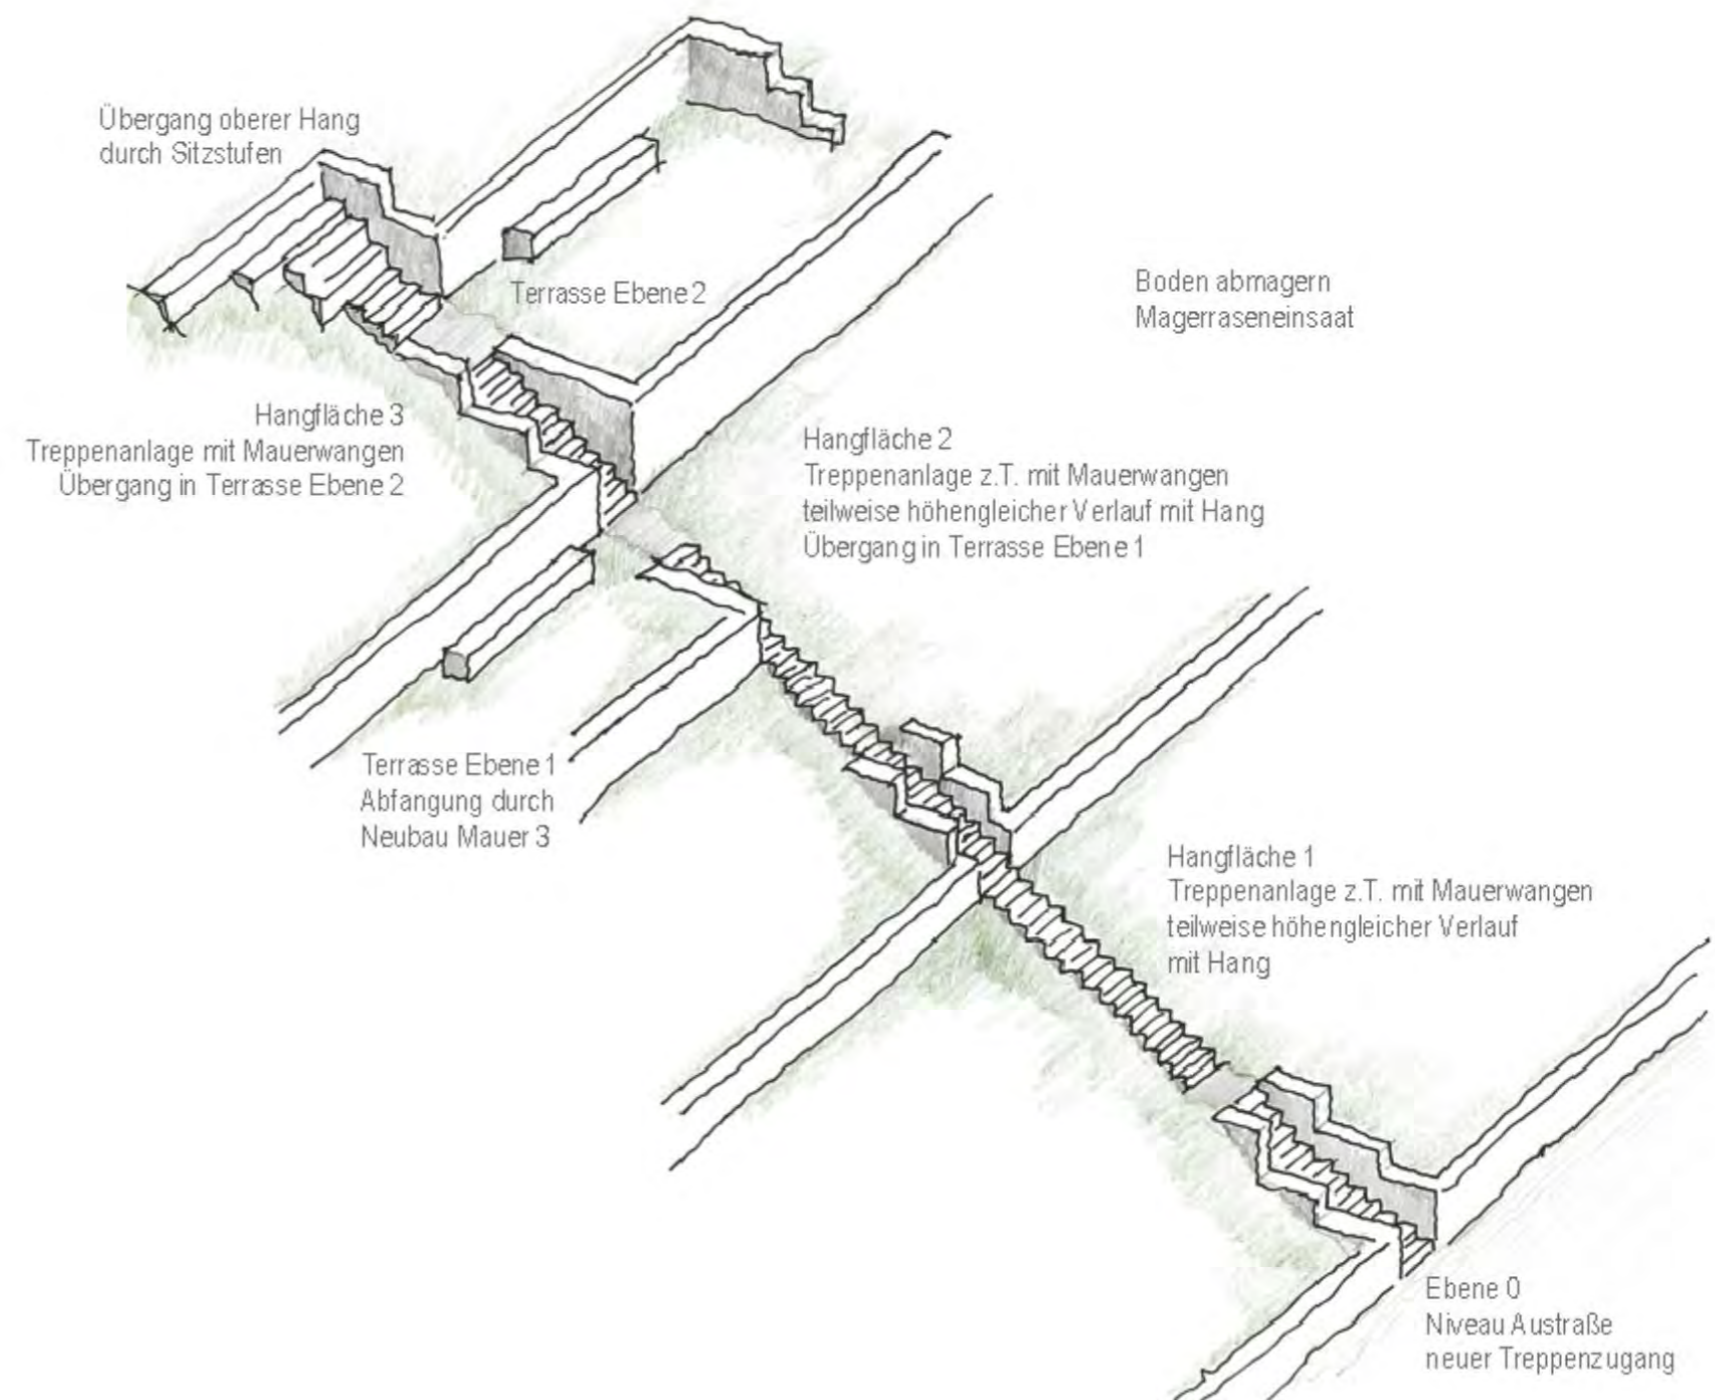 Übergang oberer Hang
durch Sitzstufen
Terrasse Ebene 2
Boden abmagern
Magerraseneinsaat
Hangfläche 3
Treppenanlage mit Mauerwangen
Übergang in Terrasse Ebene 2
Hangfläche 2
Treppenanlage z.T. mit Mauerwangen
teilweise höhengleicher Verlauf mit Hang
Übergang in Terrasse Ebene 1
Terrasse Ebene 1
Abfangung durch
Neubau Mauer 3
Hangfläche 1
Treppenanlage z.T. mit Mauerwangen
teilweise höhengleicher Verlauf
mit Hang
Ebene 0
Niveau Austraße
neuer Treppenzugang